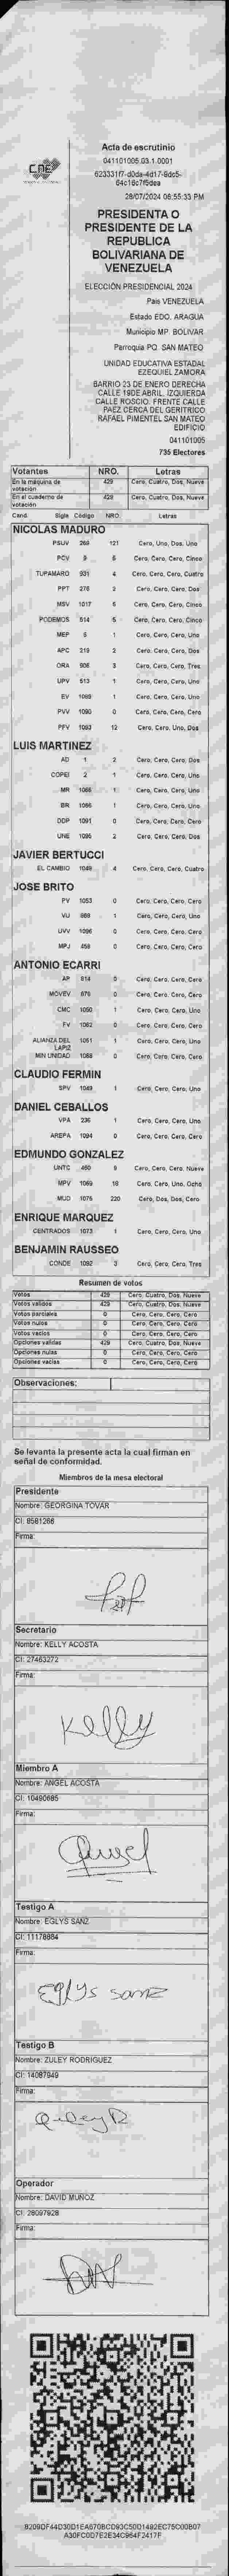 CNE
Acta de escrutinio
041101005.03.1.0001
04c16c7f5dea
28/07/2024 06:55:33 PM
PRESIDENTA O
PRESIDENTE DE LA
REPUBLICA
BOLIVARIANA DE
VENEZUELA
ELECCIÓN PRESIDENCIAL 2024
Pais VENEZUELA
Estado EDO. ARAGUA
Municipio MP. BOLIVAR
Parroquia PQ. SAN MATEO
UNIDAD EDUCATIVA ESTADAL
EZEQUIEL ZAMORA
BARRIO 23 DE ENERO DERECHA
CALLE 19DE ABRIL. IZQUIERDA
CALLE ROSCIO. FRENTE CALLE
PAEZ CERCA DEL GERITRICO
RAFAEL PIMENTEL SAN MATEO
EDIFICIO
041101005
735 Electores
Votantes NRO. Letras
En la máquina de votación 429 Cero, Cuatro, Dos, Nueve
En el cuaderno de votación 429 Cero, Cuatro, Dos, Nueve
Cand. Sigla Código NRO. Letras
NICOLAS MADURO
PSUV 269 121 Cero, Uno, Dos, Uno
PCV 9 5 Cero, Cero, Cero, Cinco
TUPAMARO 931 4 Cero, Cero, Cero, Cuatro
PPT 276 2 Cero, Cero, Cero, Dos
MSV 1017 5 Cero, Cero, Cero, Cinco
PODEMOS 514 5 Cero, Cero, Cero, Cinco
MEP 5 1 Cero, Cero, Cero, Uno
APC 219 2 Cero, Cero, Cero, Dos
ORA 906 3 Cero, Cero, Cero, Tres
UPV 513 1 Cero, Cero, Cero, Uno
EV 1089 1 Cero, Cero, Cero, Uno
PVV 1090 0 Cero, Cero, Cero, Cero
PFV 1093 12 Cero, Cero, Uno, Dos
LUIS MARTINEZ
AD 1 2 Cero, Cero, Cero, Dos
COPEI 2 1 Cero, Cero, Cero, Uno
MR 1068 1 Cero, Cero, Cero, Uno
BR 1086 1 Cero, Cero, Cero, Uno
DDP 1091 0 Cero, Cero, Cero, Cero
UNE 1095 2 Cero, Cero, Cero, Dos
JAVIER BERTUCCI
EL CAMBIO 1049 4 Cero, Cero, Cero, Cuatro
JOSE BRITO
PV 1053 0 Cero, Cero, Cero, Cero
VU 868 1 Cero, Cero, Cero, Uno
UVV 1096 0 Cero, Cero, Cero, Cero
MPJ 459 0 Cero, Cero, Cero, Cero
ANTONIO ECARRI
AP 814 0 Cero, Cero, Cero, Cero
MOVEV 676 0 Cero, Cero, Cero, Cero
CMC 1050 1 Cero, Cero, Cero, Uno
FV 1082 0 Cero, Cero, Cero, Cero
ALIANZA DEL LAPIZ 1051 1 Cero, Cero, Cero, Uno
MIN UNIDAD 1088 0 Cero, Cero, Cero, Cero
CLAUDIO FERMIN
SPV 1049 1 Cero, Cero, Cero, Uno
DANIEL CEBALLOS
VPA 236 1 Cero, Cero, Cero, Uno
AREPA 1094 0 Cero, Cero, Cero, Cero
EDMUNDO GONZALEZ
UNTC 460 9 Cero, Cero, Cero, Nueve
MPV 1069 18 Cero, Cero, Uno, Ocho
MUD 1075 220 Cero, Dos, Dos, Cero
ENRIQUE MARQUEZ
CENTRADOS 1073 1 Cero, Cero, Cero, Uno
BENJAMIN RAUSSEO
CONDE 1092 3 Cero, Cero, Cero, Tres
Resumen de votos
Votos 429 Cero, Cuatro, Dos, Nueve
Votos válidos 429 Cero, Cuatro, Dos, Nueve
Votos parciales 0 Cero, Cero, Cero, Cero
Votos nulos 0 Cero, Cero, Cero, Cero
Votos vacíos 0 Cero, Cero, Cero, Cero
Opciones válidas 429 Cero, Cuatro, Dos, Nueve
Opciones nulas 0 Cero, Cero, Cero, Cero
Opciones vacías 0 Cero, Cero, Cero, Cero
Observaciones:
Se levanta la presente acta la cual firman en
señal de conformidad.
Miembros de la mesa electoral
Presidente
Nombre: GEORGINA TOVAR
CI: 8581266
Firma:
Secretario
Nombre: KELLY ACOSTA
CI: 27463272
Firma:
Kelly
Miembro A
Nombre: ANGEL ACOSTA
CI: 10490685
Firma:
Testigo A
Nombre: EGLYS SANZ
CI: 11178684
Firma:
Eglys Sanz
Testigo B
Nombre: ZULEY RODRIGUEZ
CI: 14087949
Firma:
Operador
Nombre: DAVID MUÑOZ
CI: 28097928
Firma: